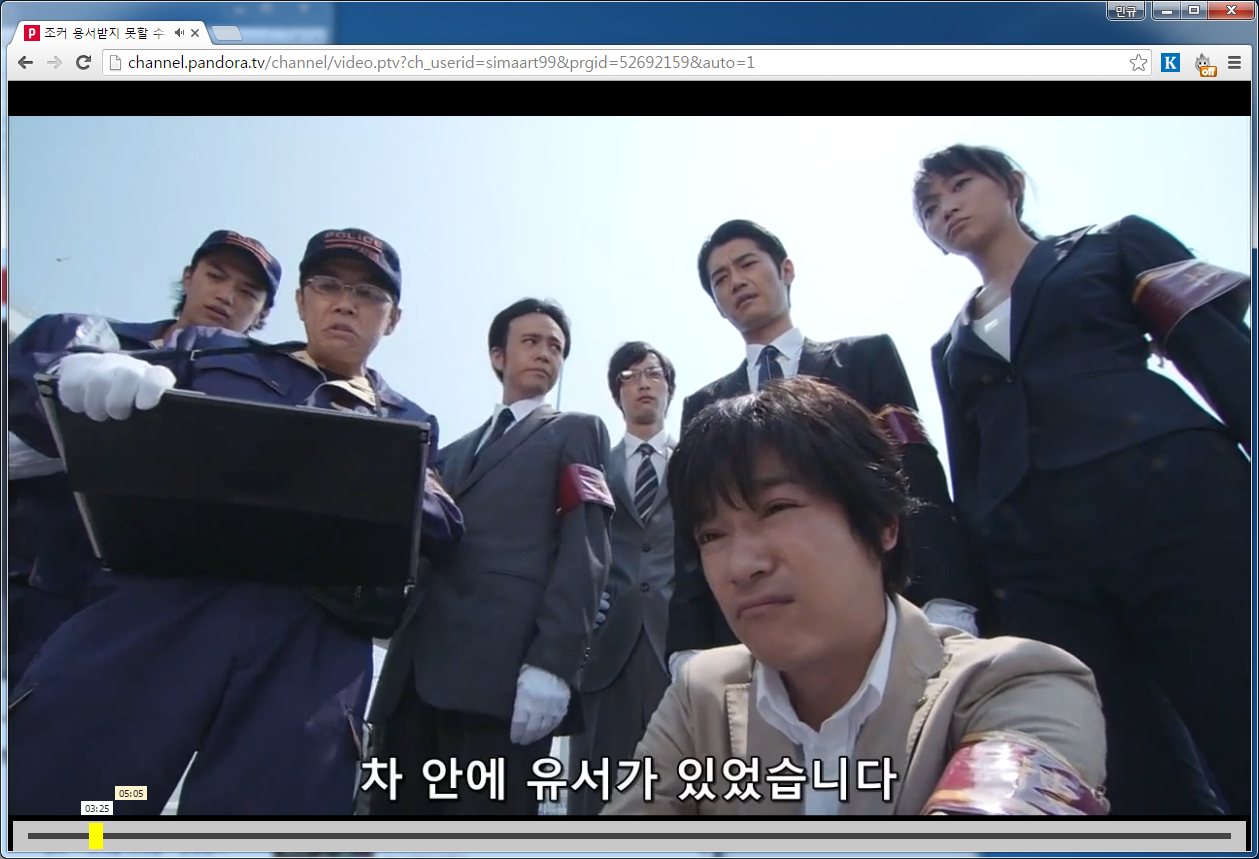 민규
조커 용서받지 못할 수
channel.pandora.tv/channel/video.ptv?ch_userid=simaart99&prgid=52692159&auto=1
K
off
POLICE
POLICE
차 안에 유서가 있었습니다
05:05
03:25